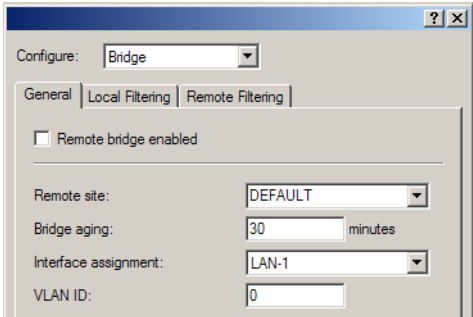 Configure: Bridge
General Local Filtering Remote Filtering
Remote bridge enabled
Remote site: DEFAULT
Bridge aging: 30 minutes
Interface assignment: LAN-1
VLAN ID: 0